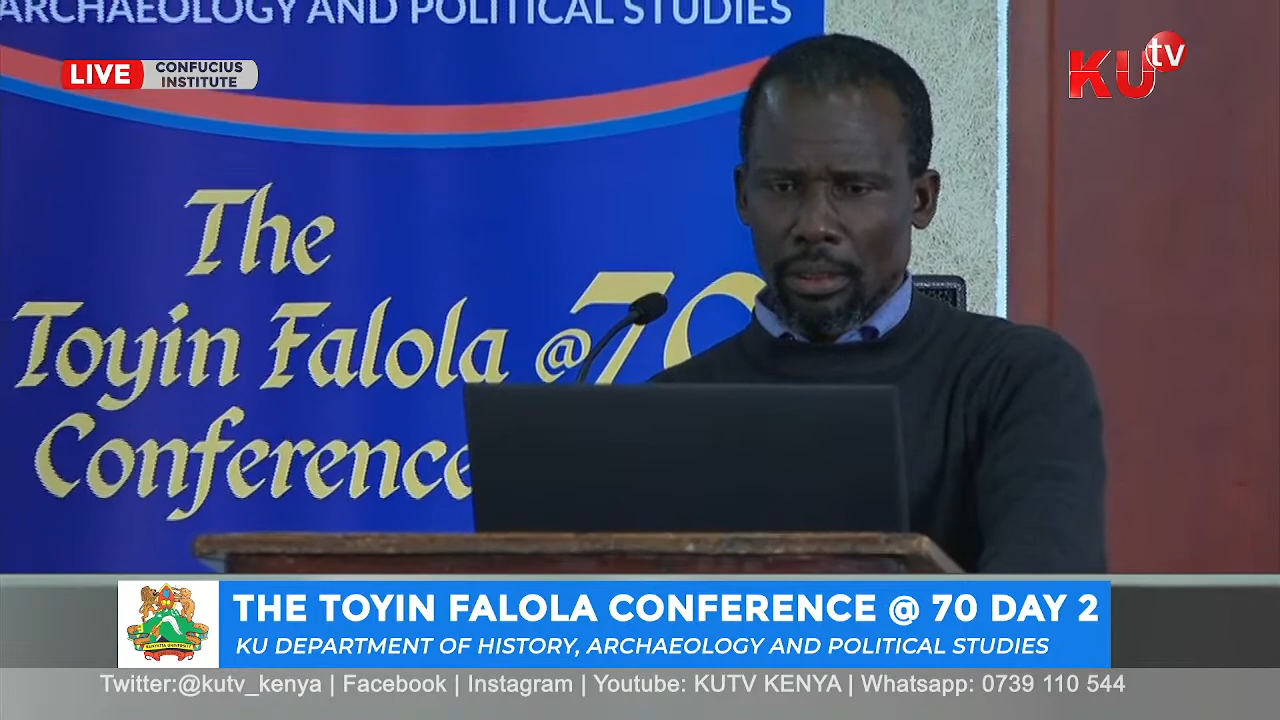 ARCHAEOLOGY AND POLITICAL STUDIES
LIVE
CONFUCIUS
INSTITUTE
KU tv
The
Toyin Falola @70
Conference
THE TOYIN FALOLA CONFERENCE @ 70 DAY 2
KU DEPARTMENT OF HISTORY, ARCHAEOLOGY AND POLITICAL STUDIES
KENYATTA UNIVERSITY
Twitter:@kutv_kenya | Facebook | Instagram | Youtube: KUTV KENYA | Whatsapp: 0739 110 544